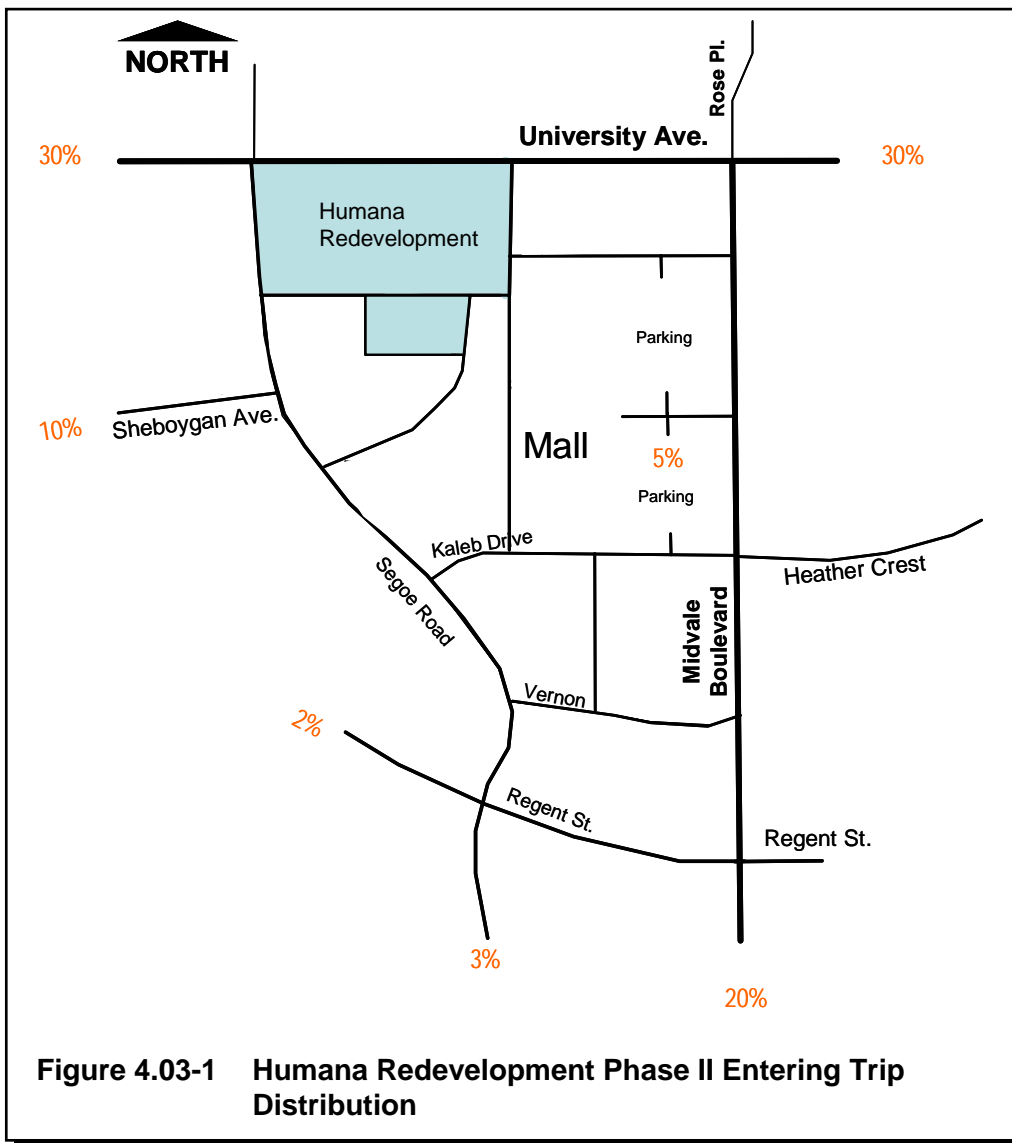 NORTH
Rose Pl.
University Ave.
30%
30%
Humana
Redevelopment
Parking
10%
Sheboygan Ave.
Mall
5%
Parking
Kaleb Drive
Heather Crest
Segoe Road
Midvale
Boulevard
Vernon
2%
Regent St.
Regent St.
3%
20%
Figure 4.03-1 Humana Redevelopment Phase II Entering Trip
Distribution